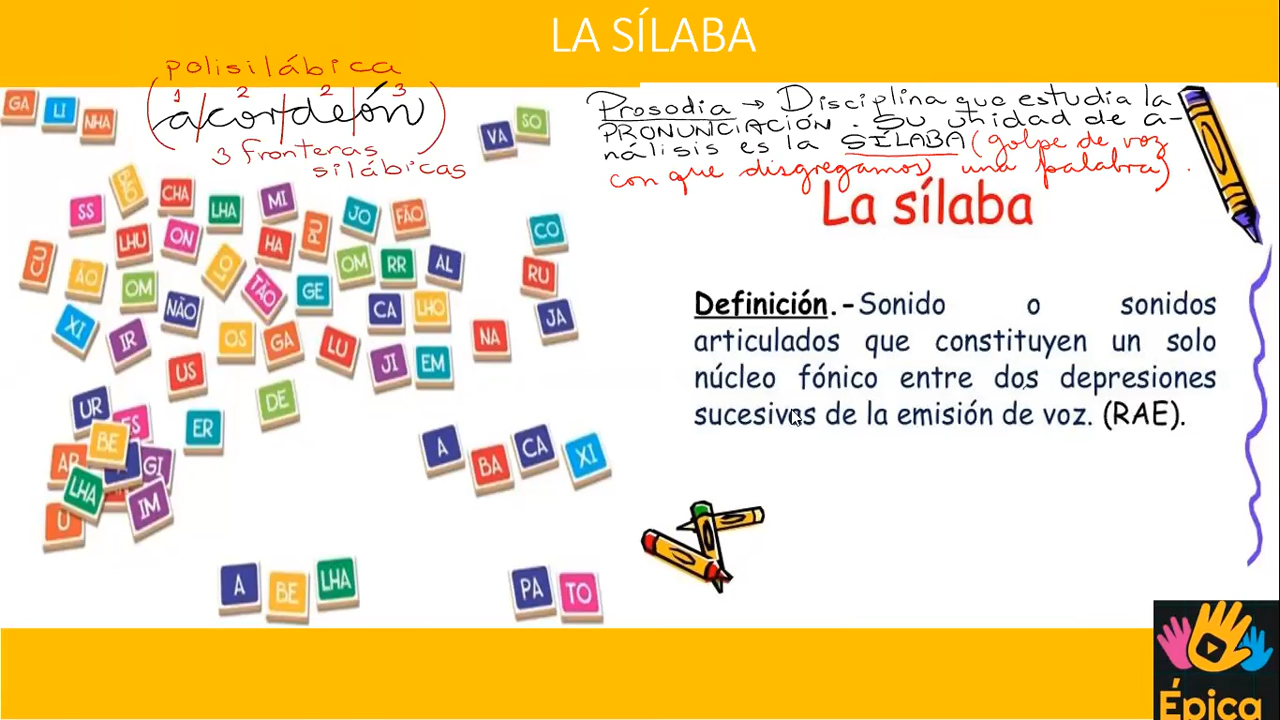 LA SÍLABA
polisilábica
1 2 2 3
(a/cor/de/ón)
3 fronteras
silábicas
Prosodia → Disciplina que estudia la
PRONUNCIACIÓN. Su unidad de a-
nálisis es la SÍLABA (golpe de voz
con que disgregamos una palabra).
GA LI NHA
VA SO
SS CHA LHA MI JO FÃO
CU LHU ON HA PU CO
ÃO OM LO TÃO GE OM RR AL RU
XI IR NÃO OS GA LU CA LHO NA JA
US JI EM
UR ES BE ER DE
AR A GI
LHA IM
U
A BA CA XI
A BE LHA
PA TO
La sílaba
Definición.-Sonido o sonidos
articulados que constituyen un solo
núcleo fónico entre dos depresiones
sucesivas de la emisión de voz. (RAE).
Épica